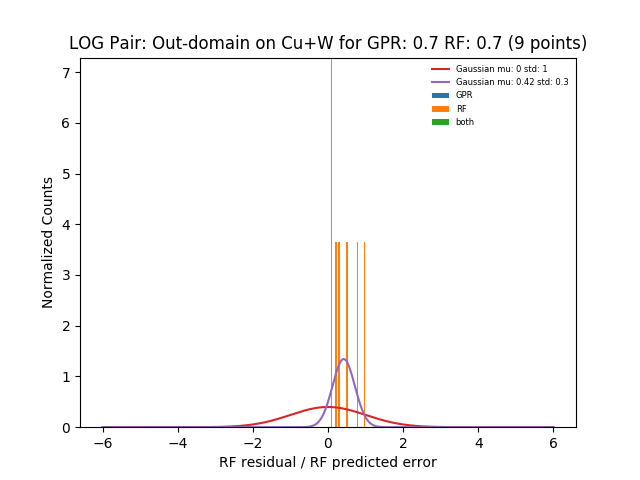 LOG Pair: Out-domain on Cu+W for GPR: 0.7 RF: 0.7 (9 points)
Gaussian mu: 0 std: 1
Gaussian mu: 0.42 std: 0.3
GPR
RF
both
Normalized Counts
7
6
5
4
3
2
1
0
−6
−4
−2
0
2
4
6
RF residual / RF predicted error